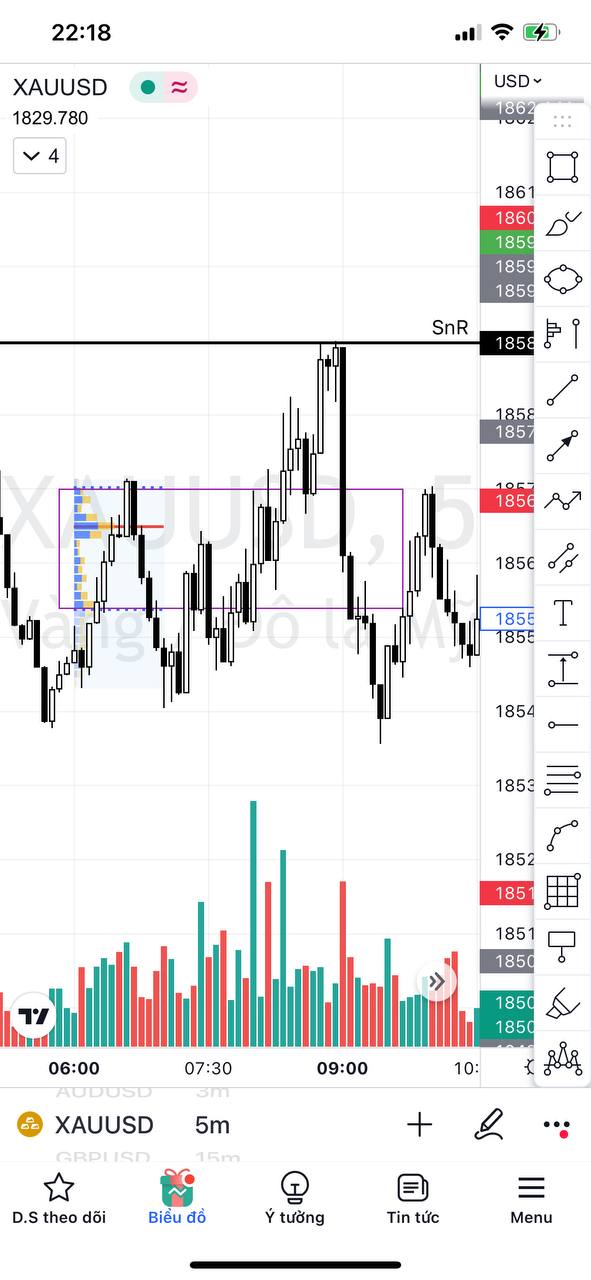 22:18
XAUUSD
USD
1829.780
4
1862
1861
1860
1859
1859
1859
SnR
1858
1858
1857
1857
1856
XAUUSD, 5
1856
Vàng
Đô la Mỹ
1855
1855
1854
1853
1852
1851
1851
1850
1850
1850
06:00
07:30
09:00
10:
AUDUSD
3m
XAUUSD
5m
GBPUSD
15m
D.S theo dõi
Biểu đồ
Ý tưởng
Tin tức
Menu